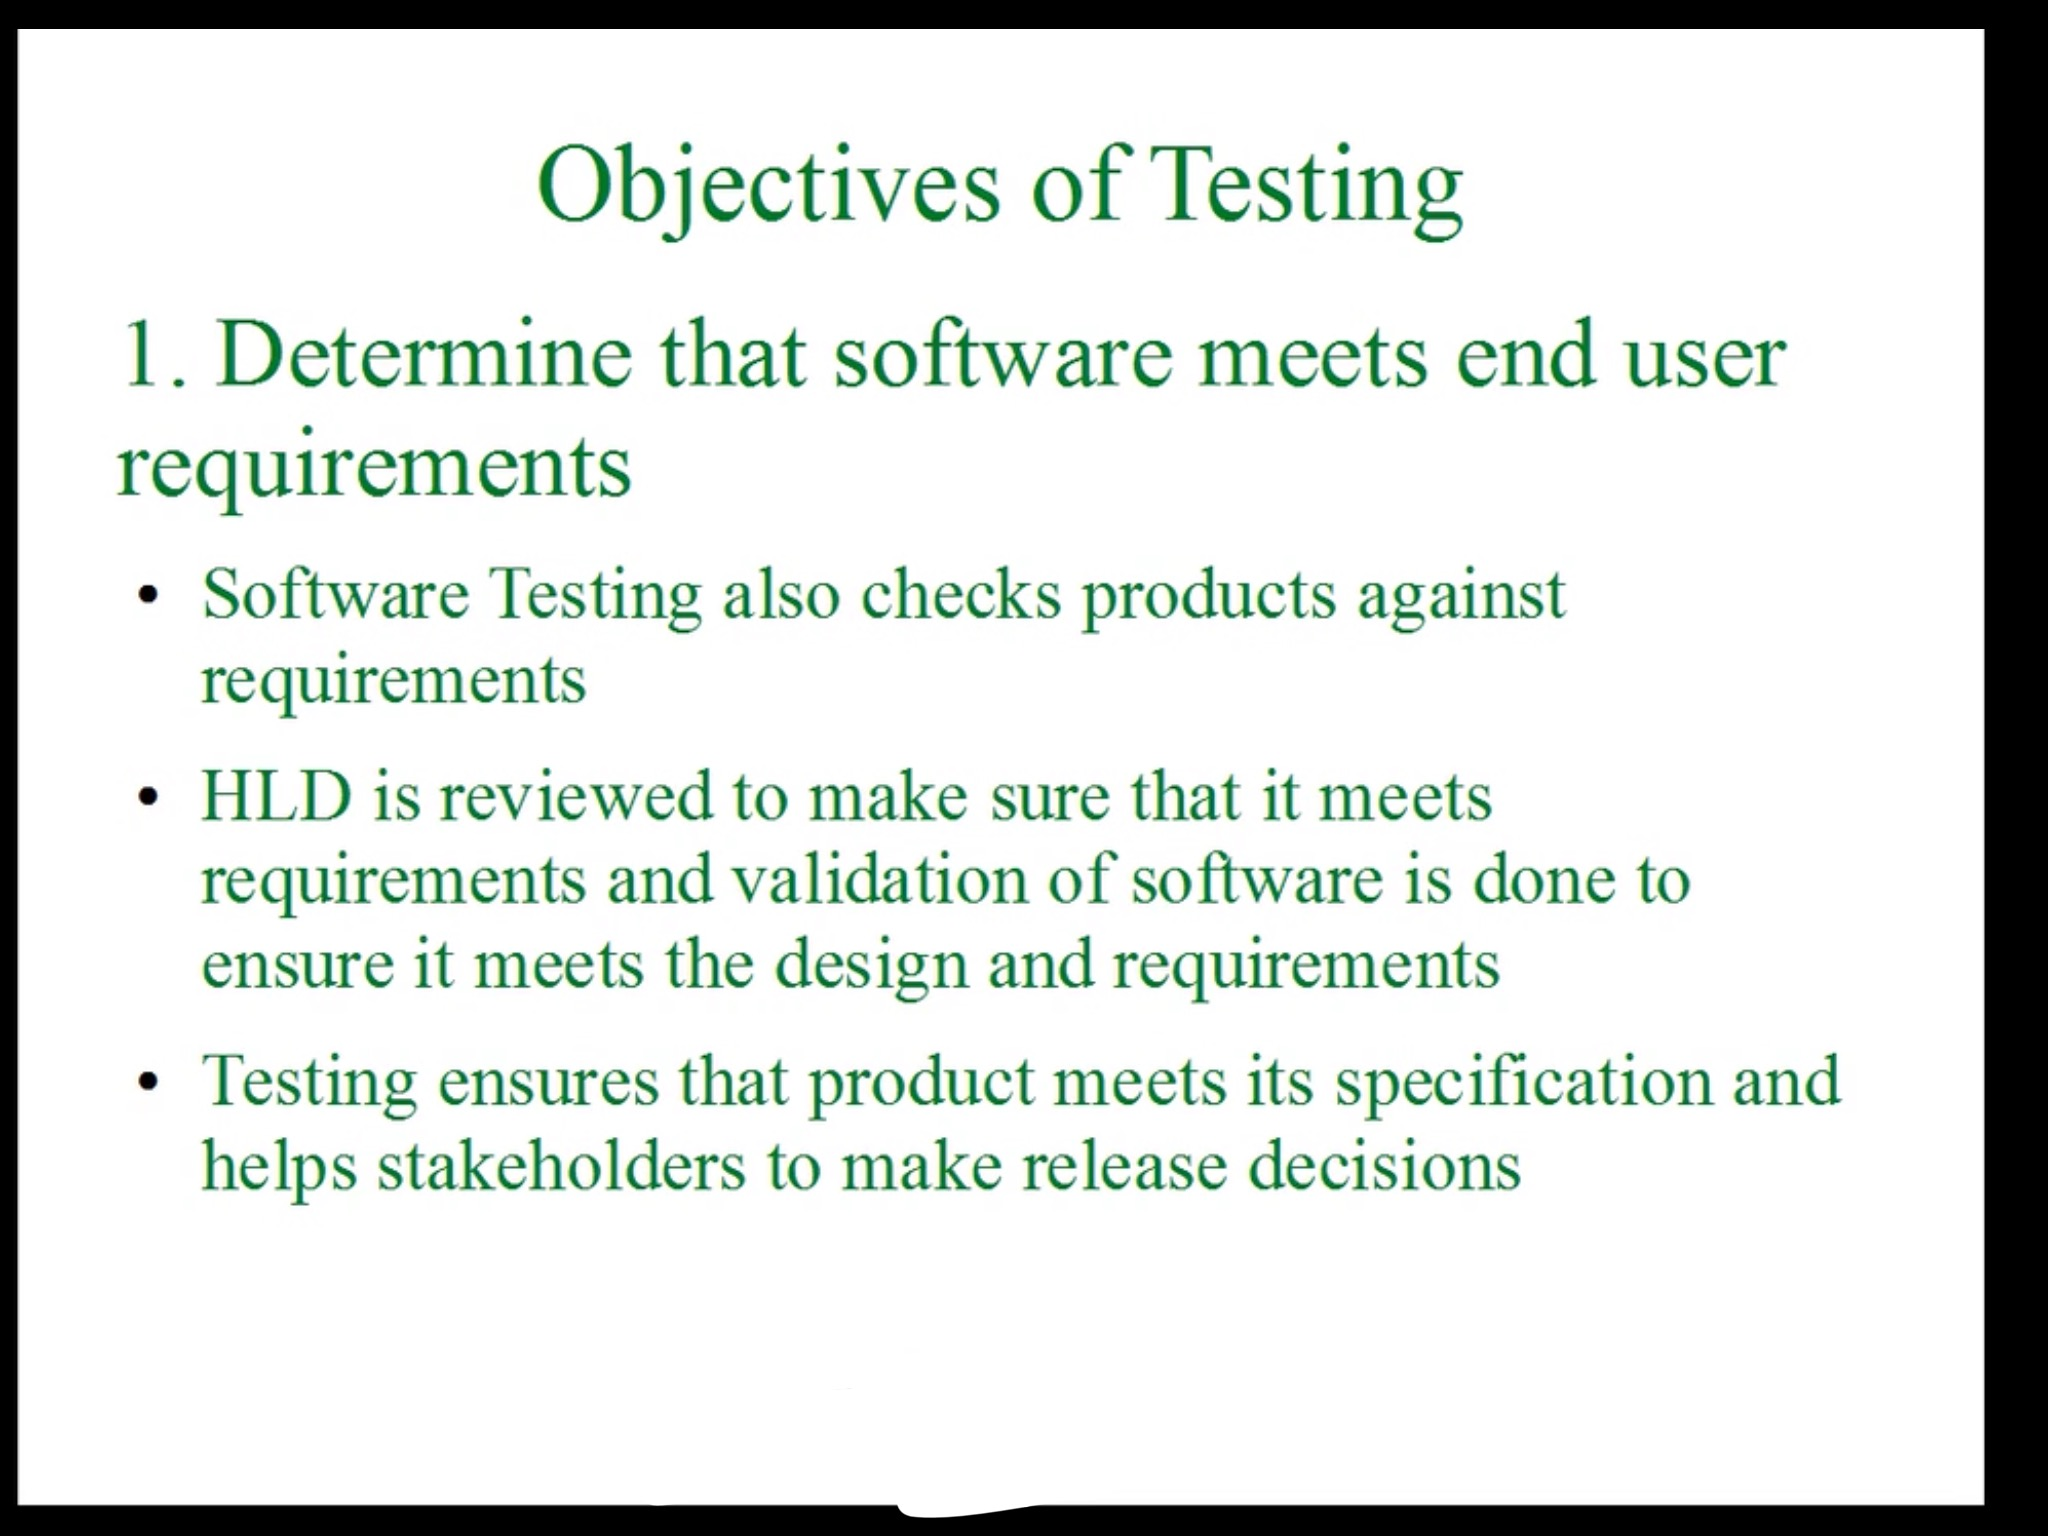 Objectives of Testing
1. Determine that software meets end user
requirements
• Software Testing also checks products against
requirements
• HLD is reviewed to make sure that it meets
requirements and validation of software is done to
ensure it meets the design and requirements
• Testing ensures that product meets its specification and
helps stakeholders to make release decisions